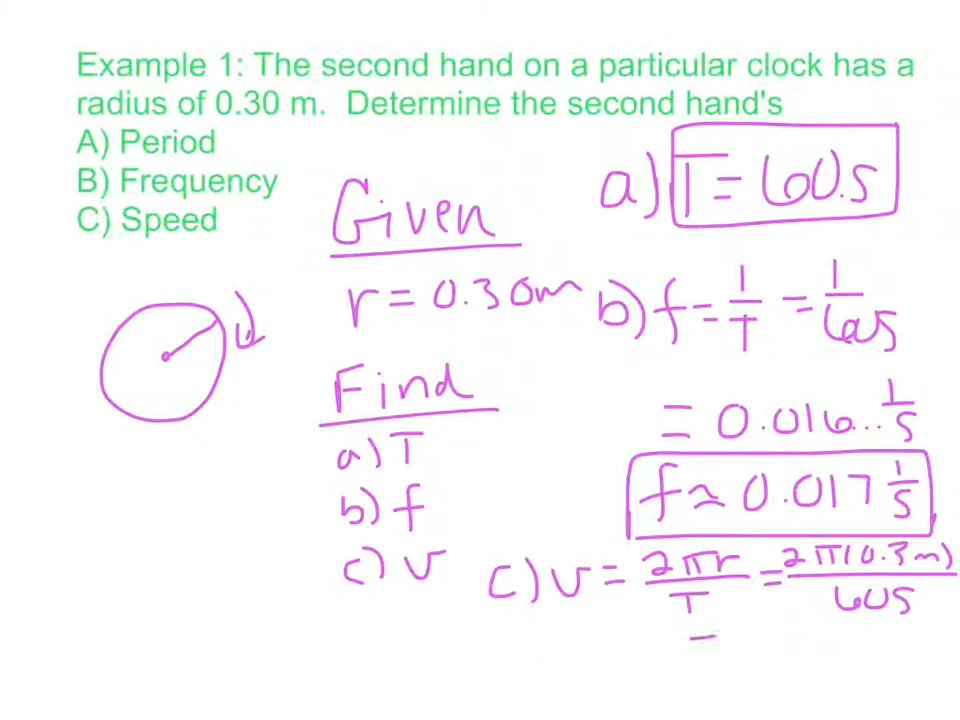 Example 1: The second hand on a particular clock has a
radius of 0.30 m. Determine the second hand's
A) Period
B) Frequency
C) Speed
Given
r = 0.30m
Find
a) T
b) f
c) v
a) T = 60.s
b) f = 1/T = 1/60s
= 0.016... 1/s
f ≈ 0.017 1/s
c) v = 2πr/T = 2π(0.3m)/60s
=